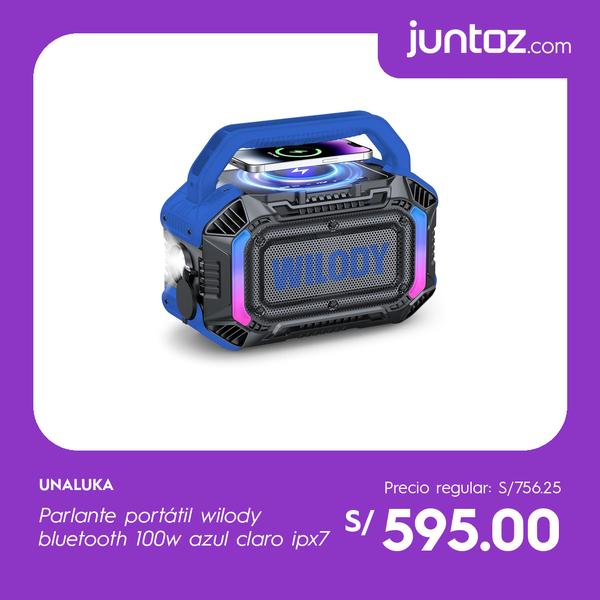 juntoz.com
WILODY
UNALUKA
Parlante portátil wilody
bluetooth 100w azul claro ipx7
Precio regular: S/756.25
S/ 595.00